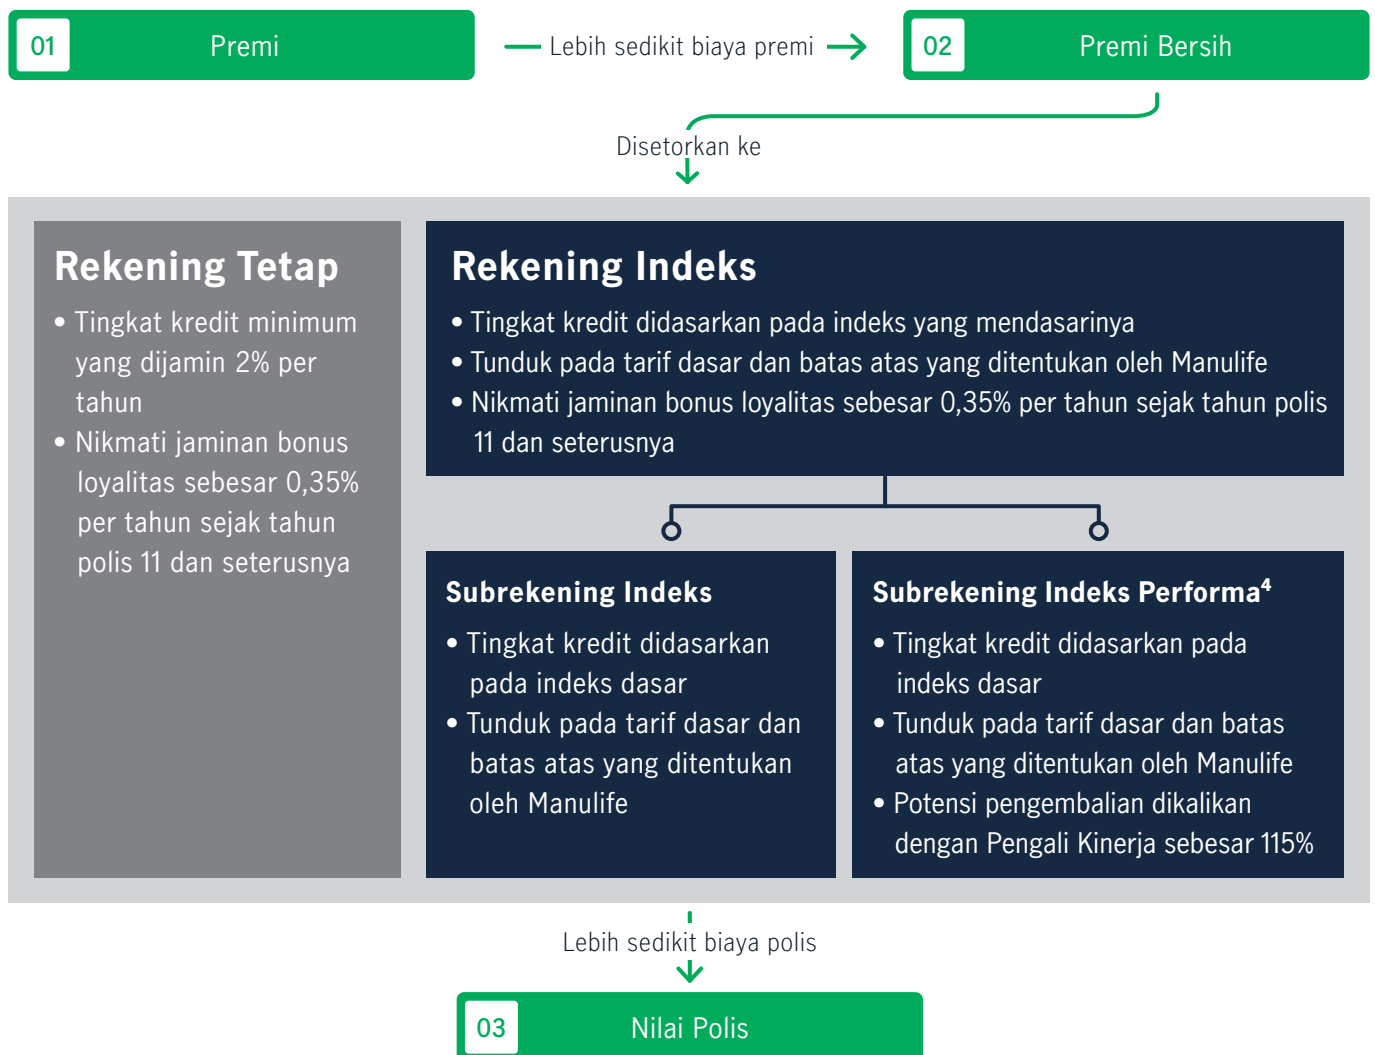 01
Premi
Lebih sedikit biaya premi
02
Premi Bersih
Disetorkan ke
Rekening Tetap
• Tingkat kredit minimum
yang dijamin 2% per
tahun
• Nikmati jaminan bonus
loyalitas sebesar 0,35%
per tahun sejak tahun
polis 11 dan seterusnya
Rekening Indeks
• Tingkat kredit didasarkan pada indeks yang mendasarinya
• Tunduk pada tarif dasar dan batas atas yang ditentukan oleh Manulife
• Nikmati jaminan bonus loyalitas sebesar 0,35% per tahun sejak tahun polis
11 dan seterusnya
Subrekening Indeks
• Tingkat kredit didasarkan
pada indeks dasar
• Tunduk pada tarif dasar dan
batas atas yang ditentukan
oleh Manulife
Subrekening Indeks Performa⁴
• Tingkat kredit didasarkan pada
indeks dasar
• Tunduk pada tarif dasar dan batas
atas yang ditentukan oleh Manulife
• Potensi pengembalian dikalikan
dengan Pengali Kinerja sebesar 115%
Lebih sedikit biaya polis
03
Nilai Polis